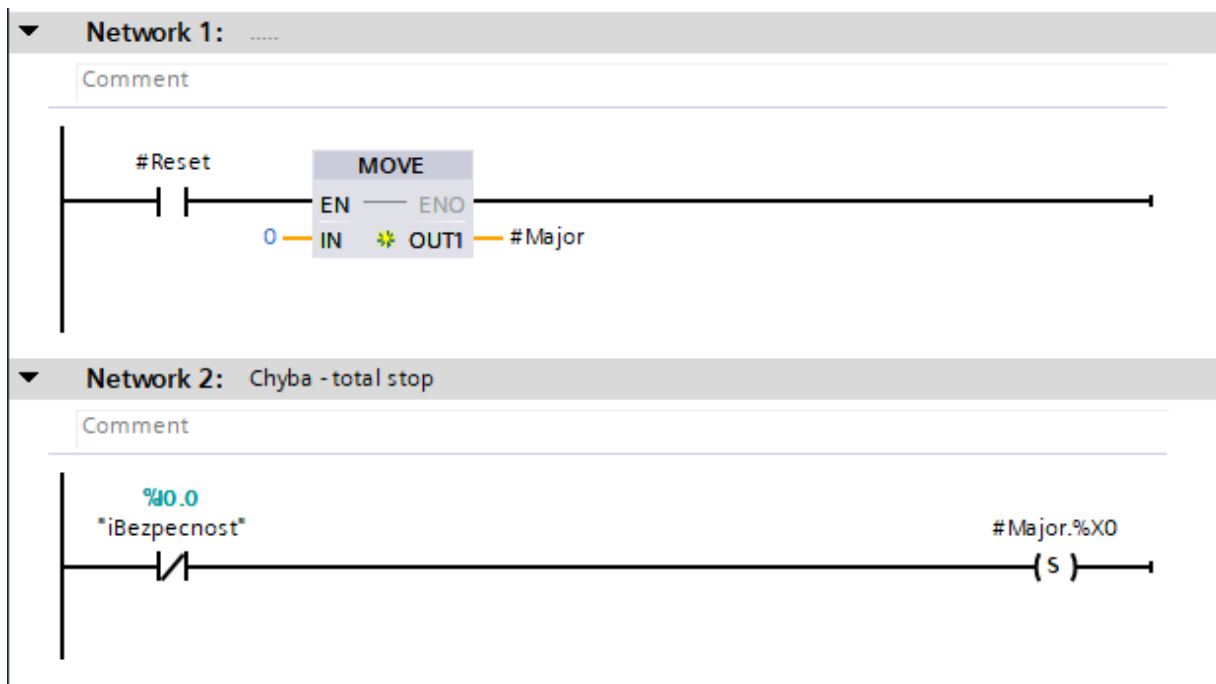 Network 1: .....
Comment
#Reset
MOVE
EN ENO
0 IN OUT1 #Major
Network 2: Chyba - total stop
Comment
%I0.0
"iBezpecnost"
#Major.%X0
S